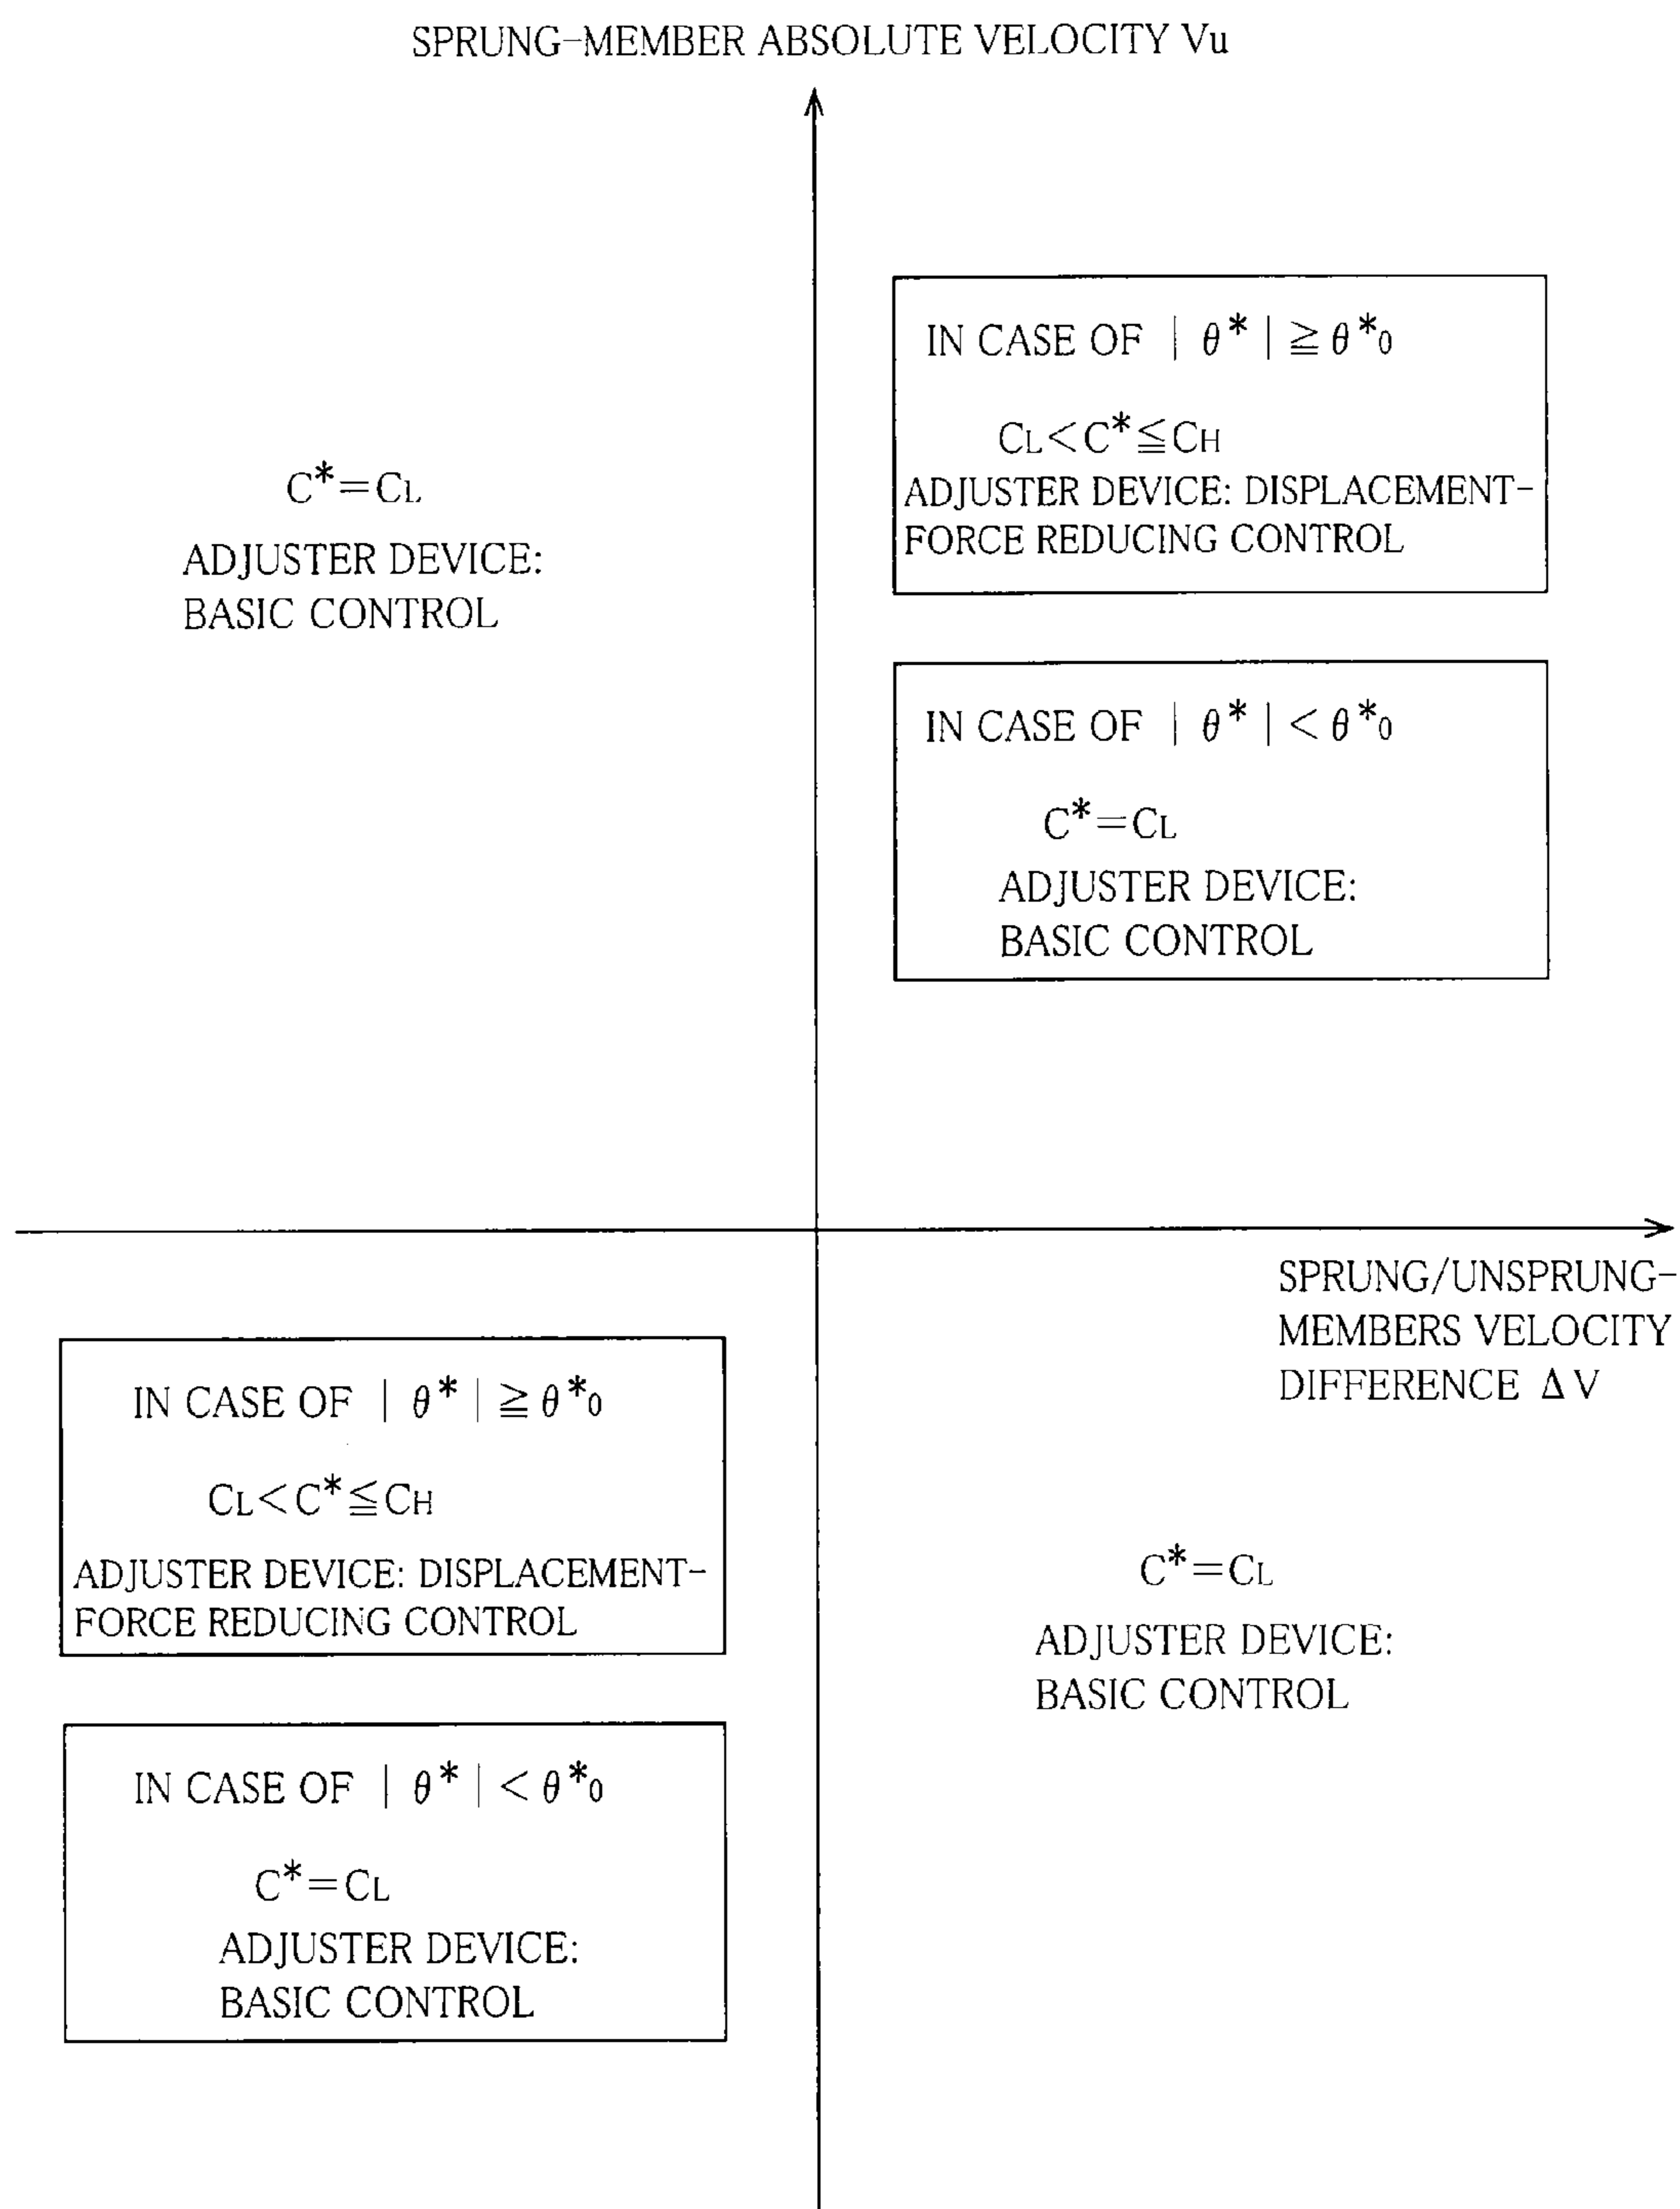 SPRUNG-MEMBER ABSOLUTE VELOCITY Vu
IN CASE OF | θ* | ≧ θ*0
CL<C*≦CH
ADJUSTER DEVICE: DISPLACEMENT-
FORCE REDUCING CONTROL
C*=CL
ADJUSTER DEVICE:
BASIC CONTROL
IN CASE OF | θ* | < θ*0
C*=CL
ADJUSTER DEVICE:
BASIC CONTROL
SPRUNG/UNSPRUNG-
MEMBERS VELOCITY
DIFFERENCE ΔV
IN CASE OF | θ* | ≧ θ*0
CL<C*≦CH
ADJUSTER DEVICE: DISPLACEMENT-
FORCE REDUCING CONTROL
C*=CL
ADJUSTER DEVICE:
BASIC CONTROL
IN CASE OF | θ* | < θ*0
C*=CL
ADJUSTER DEVICE:
BASIC CONTROL